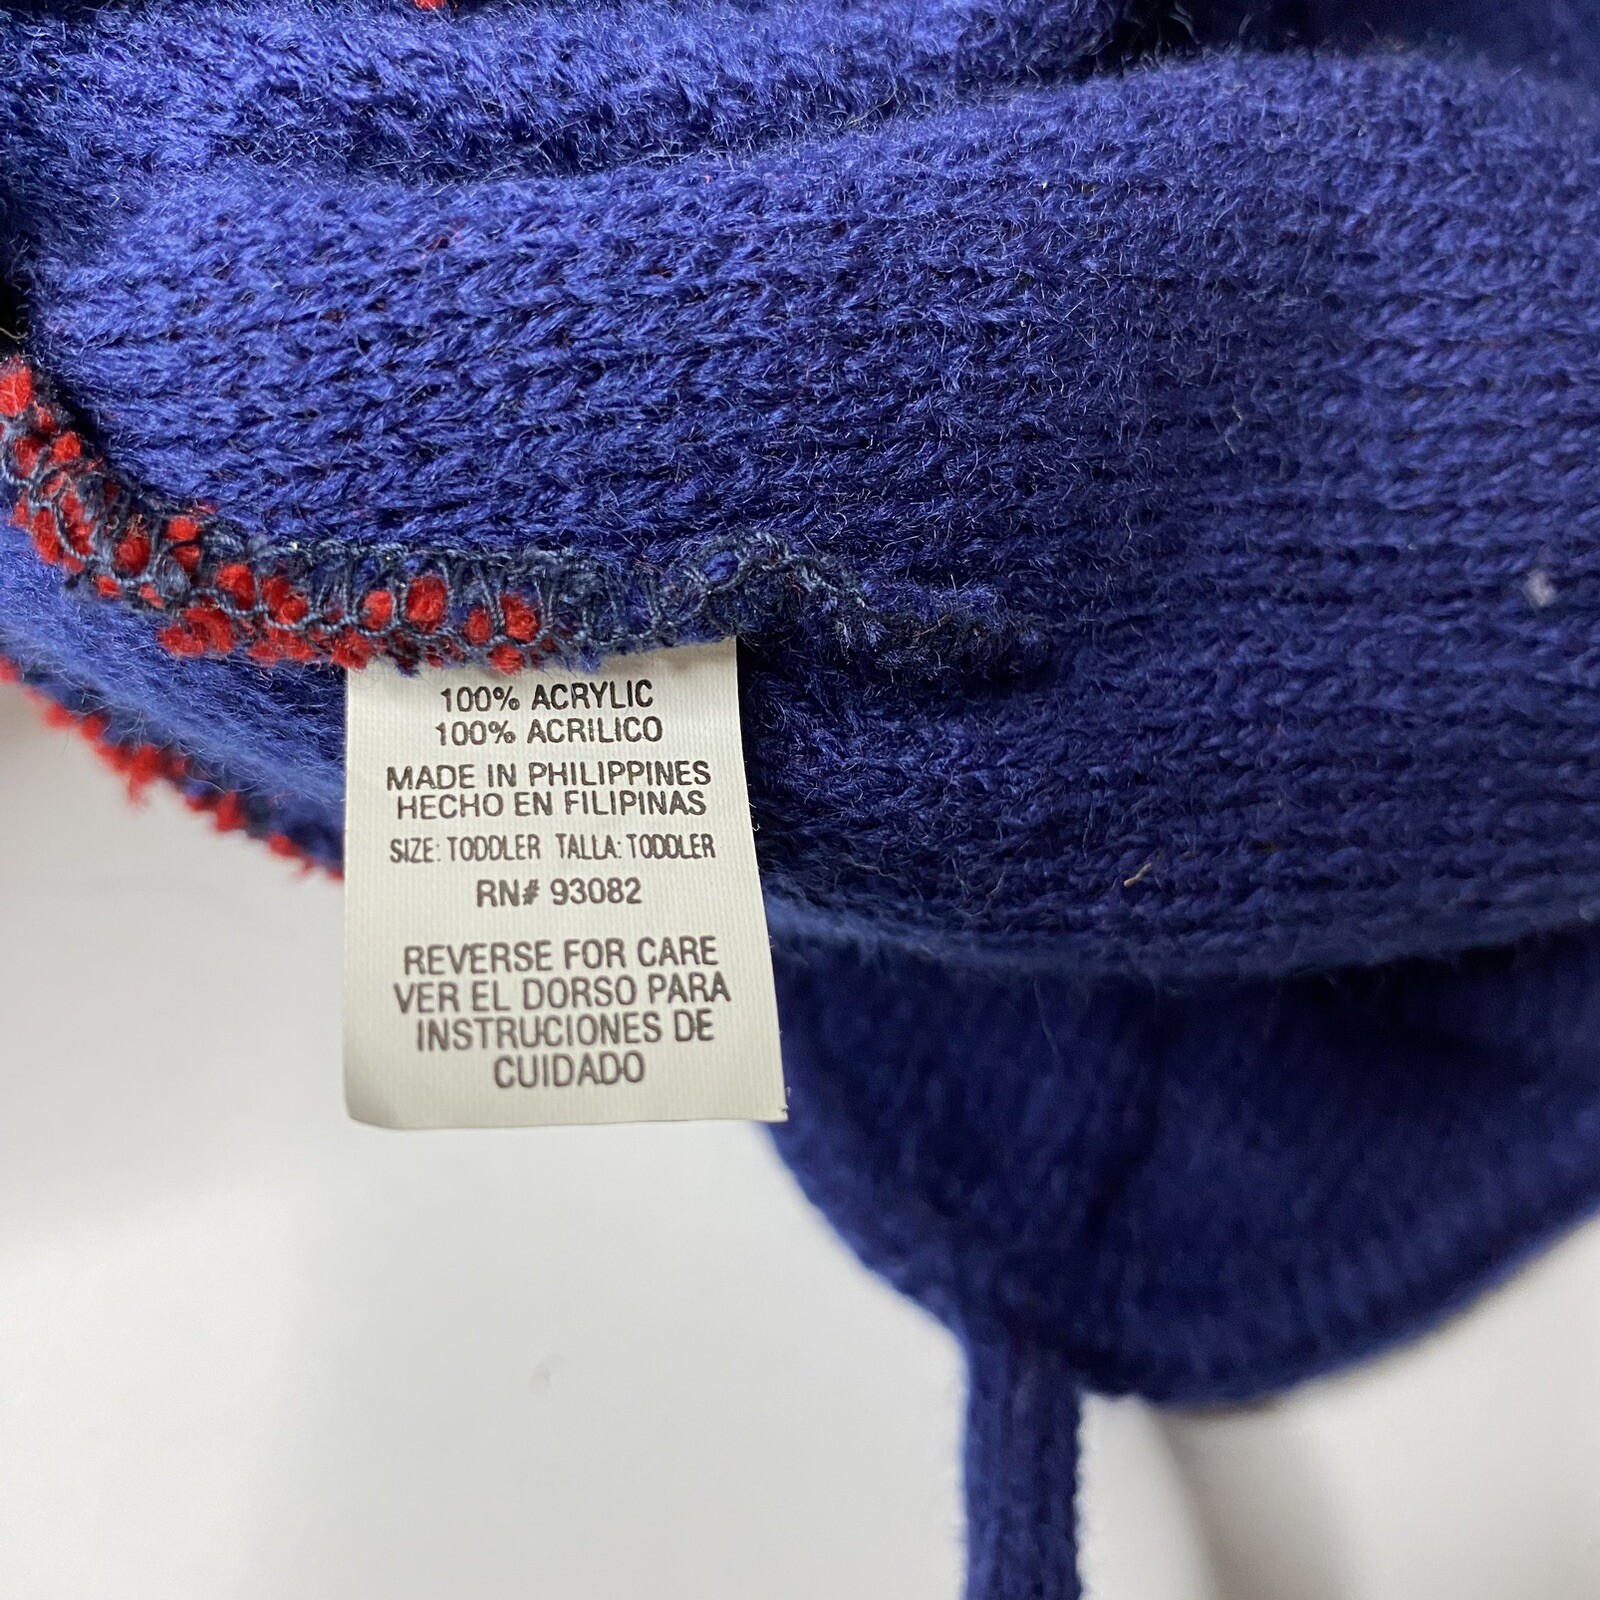 100% ACRYLIC
100% ACRILICO
MADE IN PHILIPPINES
HECHO EN FILIPINAS
SIZE: TODDLER TALLA: TODDLER
RN# 93082
REVERSE FOR CARE
VER EL DORSO PARA
INSTRUCIONES DE
CUIDADO